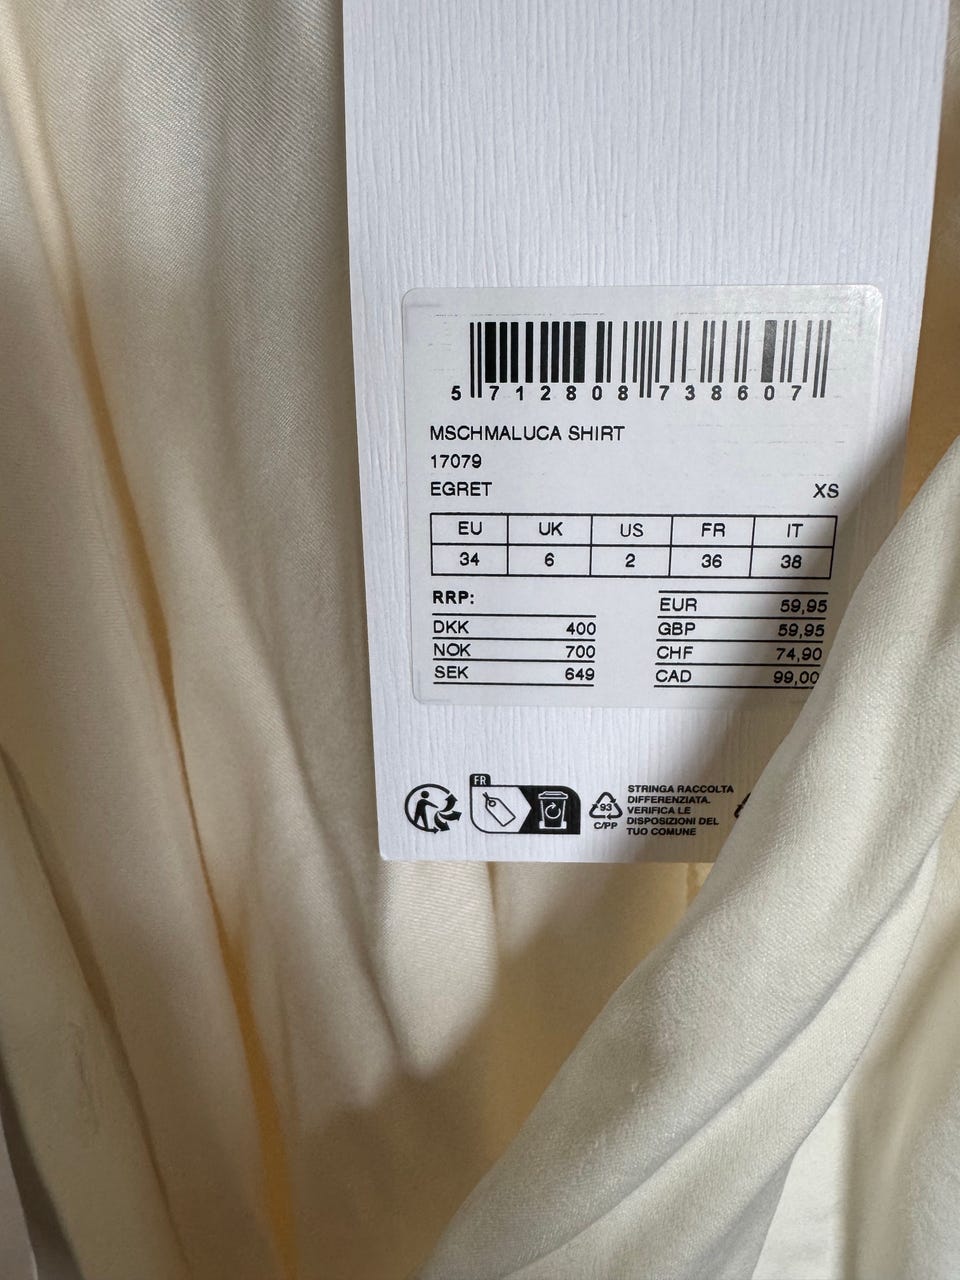 5 712808 738607
MSCHMALUCA SHIRT
17079
EGRET XS
EU UK US FR IT
34 6 2 36 38
RRP:
DKK 400
NOK 700
SEK 649
EUR 59,95
GBP 59,95
CHF 74,90
CAD 99,00
FR
93
C/PP
STRINGA RACCOLTA
DIFFERENZIATA.
VERIFICA LE
DISPOSIZIONI DEL
TUO COMUNE